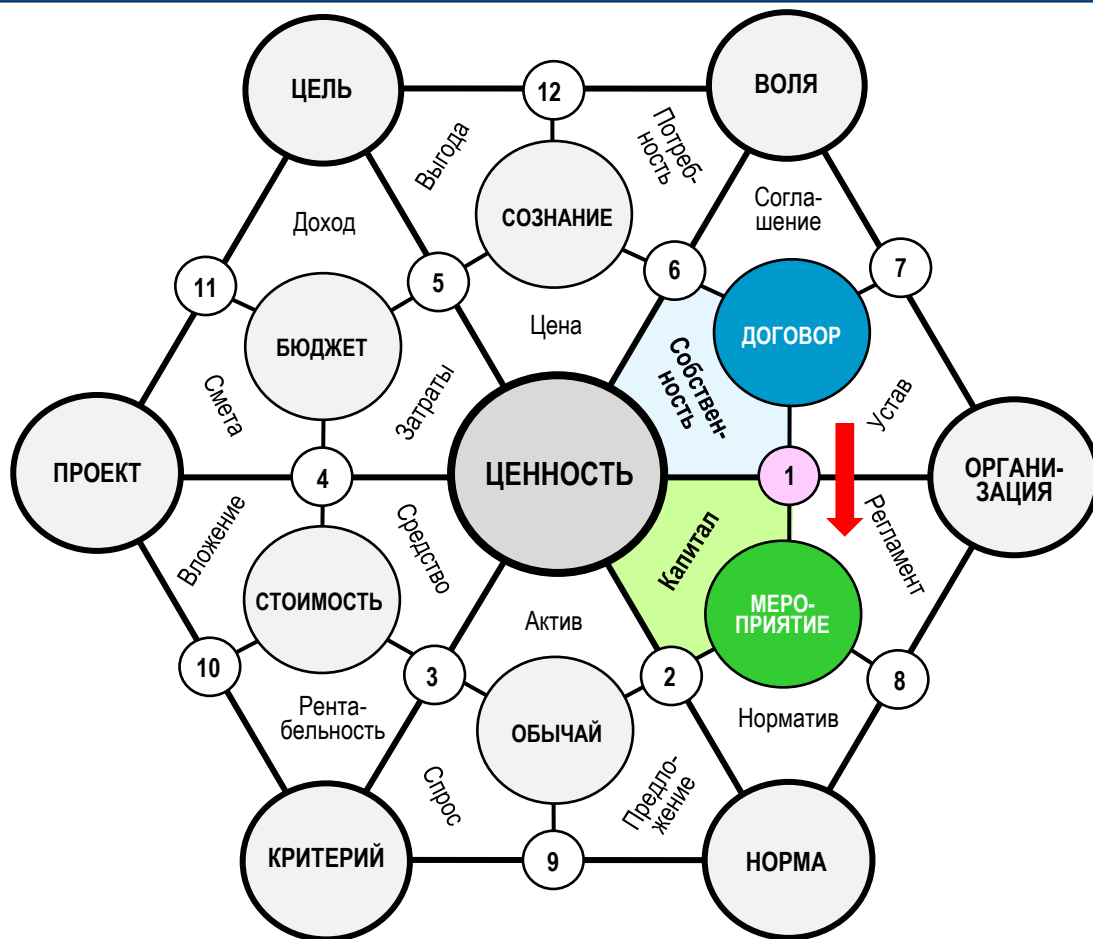 ЦЕЛЬ
12
ВОЛЯ
Выгода
Потреб-
ность
СОЗНАНИЕ
Согла-
шение
Доход
11
5
6
7
БЮДЖЕТ
Цена
ДОГОВОР
Смета
Затраты
Собствен-
ность
Устав
ПРОЕКТ
4
ЦЕННОСТЬ
1
ОРГАНИ-
ЗАЦИЯ
Вложение
Средство
Капитал
Регламент
СТОИМОСТЬ
Актив
МЕРО-
ПРИЯТИЕ
10
3
2
8
Рента-
бельность
ОБЫЧАЙ
Норматив
Спрос
Предло-
жение
КРИТЕРИЙ
9
НОРМА